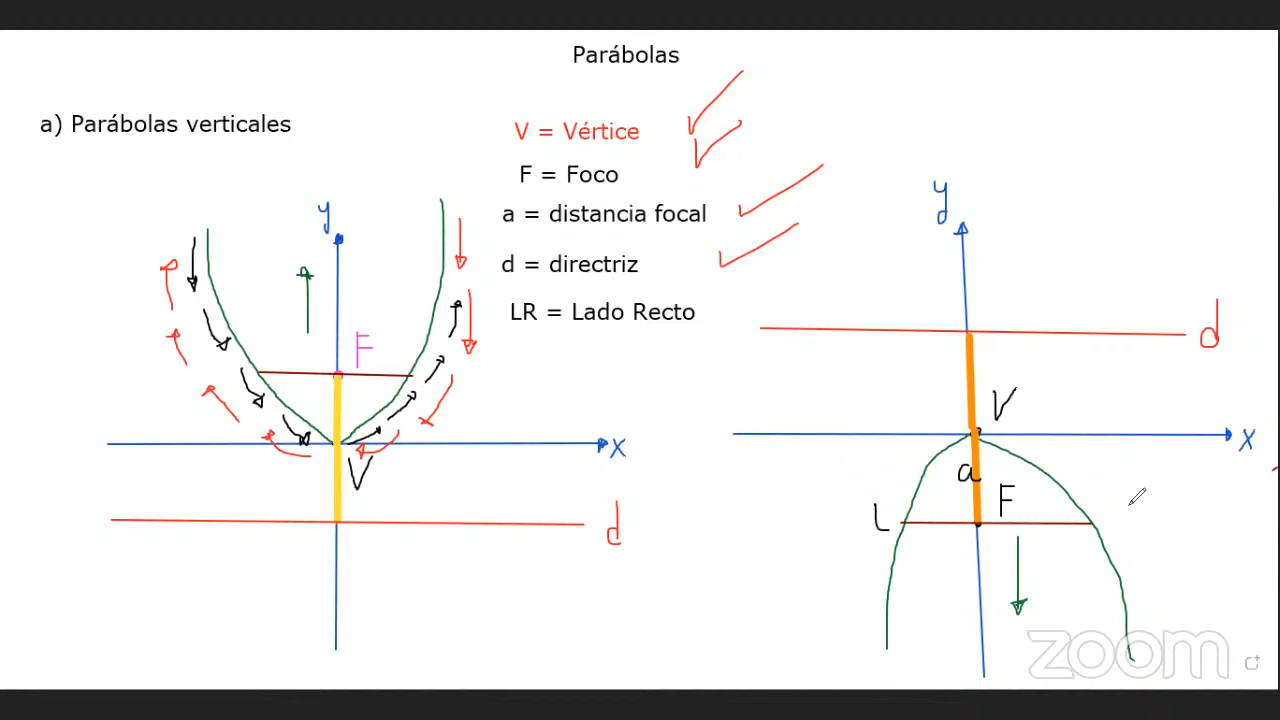 Parábolas
a) Parábolas verticales
V = Vértice
F = Foco
a = distancia focal
d = directriz
LR = Lado Recto
y
F
x
V
d
y
d
V
x
a
F
L
zoom